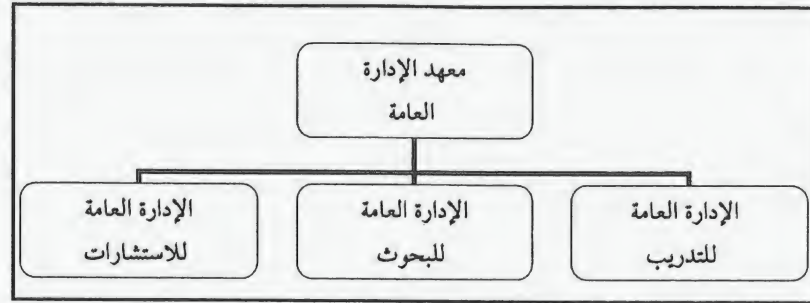 معهد الإدارة
العامة
الإدارة العامة
للتدريب
الإدارة العامة
للبحوث
الإدارة العامة
للاستشارات